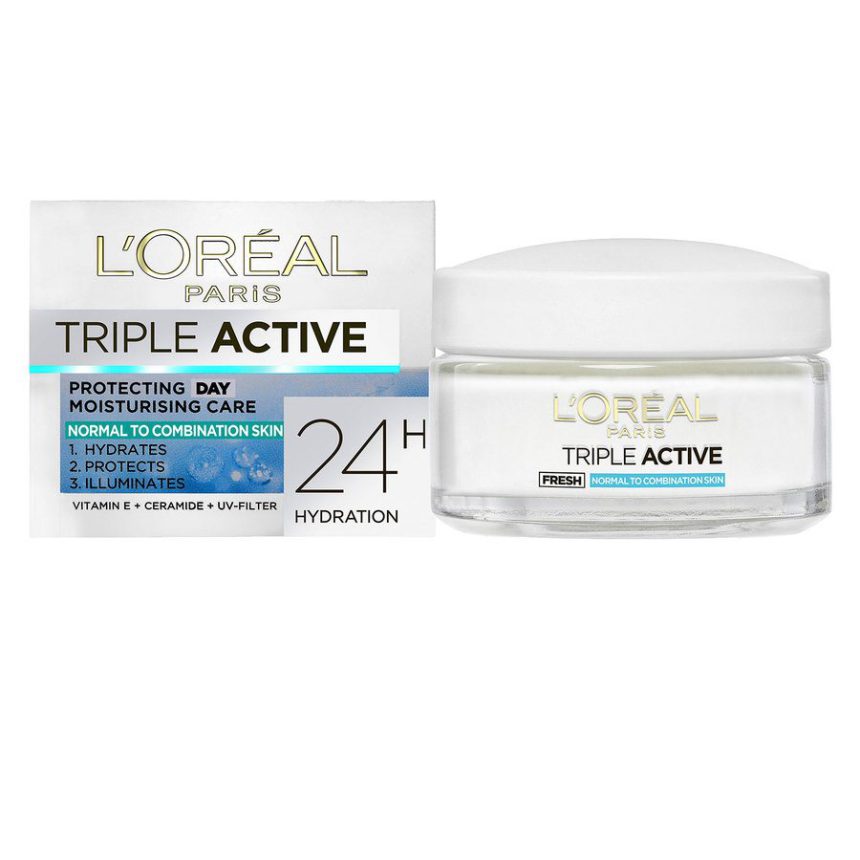 L'ORÉAL
PARiS
TRIPLE ACTIVE
PROTECTING DAY
MOISTURISING CARE
NORMAL TO COMBINATION SKIN
1. HYDRATES
2. PROTECTS
3. ILLUMINATES
VITAMIN E + CERAMIDE + UV-FILTER
24H
HYDRATION
L'ORÉAL
PARiS
TRIPLE ACTIVE
FRESH NORMAL TO COMBINATION SKIN